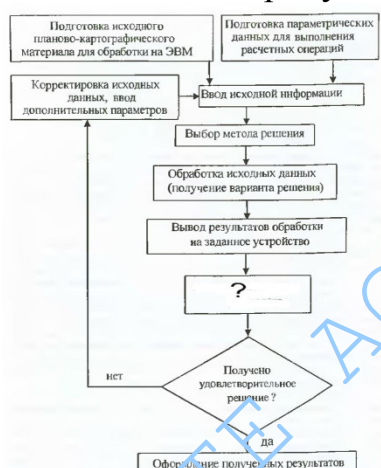 Подготовка исходного
планово-картографического
материала для обработки на ЭВМ
Подготовка параметрических
данных для выполнения
расчетных операций
Корректировка исходных
данных, ввод
дополнительных параметров
Ввод исходной информации
Выбор метола решения
Обработка исходных данных
(получение варианта решения)
Вывод результатов обработки
на заданное устройство
?
Получено
удовлетворительное
решение ?
нет
да
Оформление полученных результатов